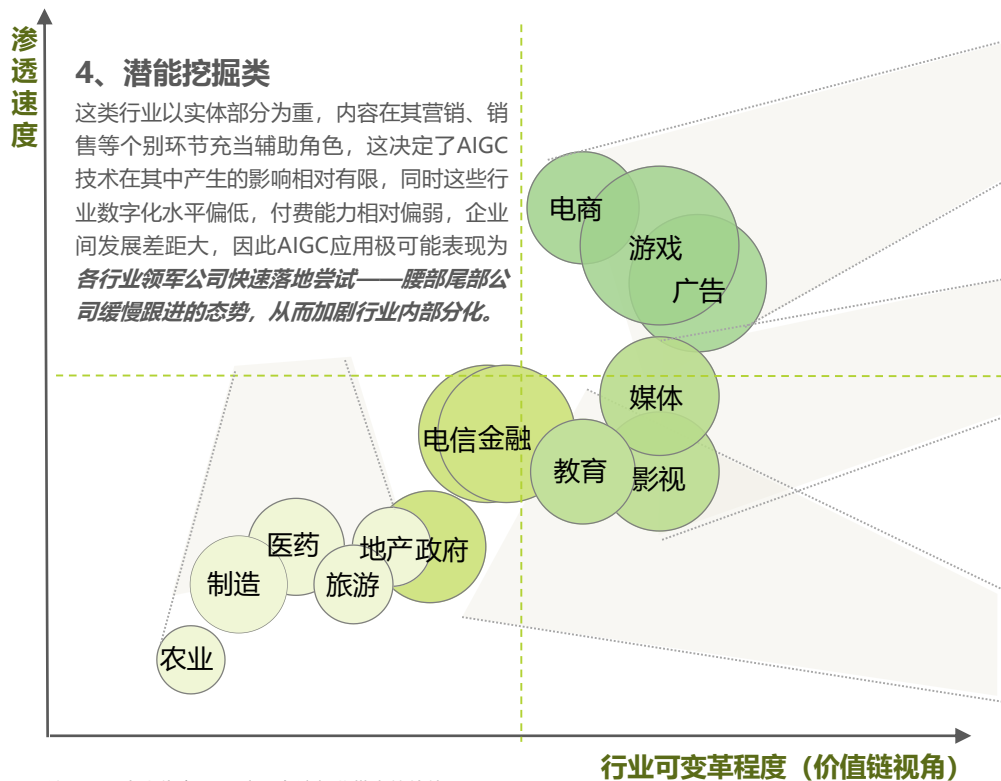 渗透速度
4、潜能挖掘类
这类行业以实体部分为重，内容在其营销、销
售等个别环节充当辅助角色，这决定了AIGC
技术在其中产生的影响相对有限，同时这些行
业数字化水平偏低，付费能力相对偏弱，企业
间发展差距大，因此AIGC应用极可能表现为
各行业领军公司快速落地尝试——腰部尾部公
司缓慢跟进的态势，从而加剧行业内部分化。
电商
游戏
广告
媒体
电信
金融
教育
影视
医药
地产
政府
制造
旅游
农业
行业可变革程度（价值链视角）